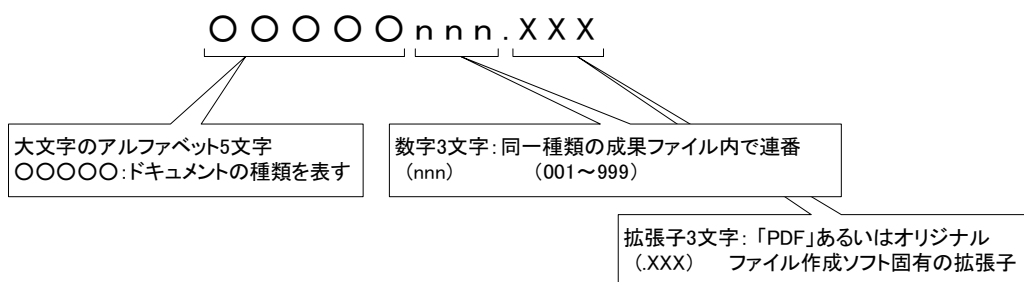 〇〇〇〇〇nnn.XXX
大文字のアルファベット5文字
〇〇〇〇〇:ドキュメントの種類を表す
数字3文字:同一種類の成果ファイル内で連番
(nnn) (001～999)
拡張子3文字:「PDF」あるいはオリジナル
(.XXX) ファイル作成ソフト固有の拡張子